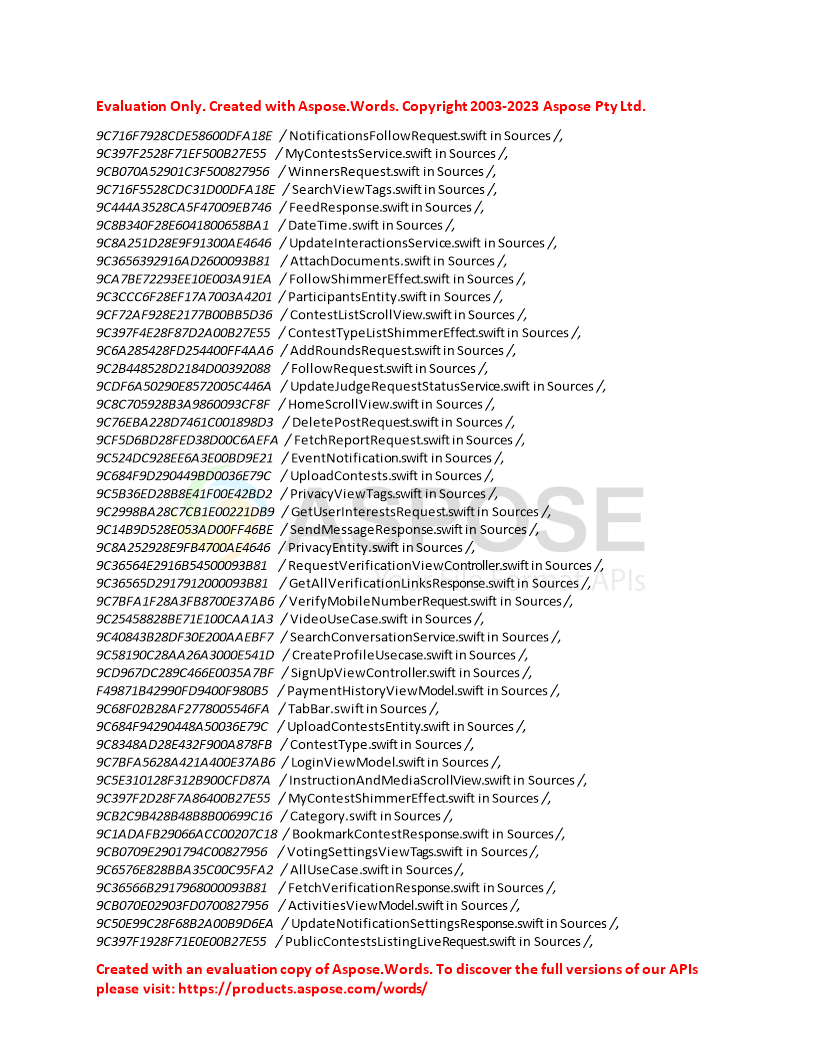 Evaluation Only. Created with Aspose.Words. Copyright 2003-2023 Aspose Pty Ltd.
9C716F7928CDE58600DFA18E / NotificationsFollowRequest.swift in Sources /,
9C397F2528F71EF500B27E55 / MyContestsService.swift in Sources /,
9CB070A52901C3F500827956 / WinnersRequest.swift in Sources /,
9C716F5528CDC31D00DFA18E / SearchViewTags.swift in Sources /,
9C444A3528CA5F47009EB746 / FeedResponse.swift in Sources /,
9C8B340F28E6041800658BA1 / DateTime.swift in Sources /,
9C8A251D28E9F91300AE4646 / UpdateInteractionsService.swift in Sources /,
9C3656392916AD2600093B81 / AttachDocuments.swift in Sources /,
9CA7BE72293EE10E003A91EA / FollowShimmerEffect.swift in Sources /,
9C3CCC6F28EF17A7003A4201 / ParticipantsEntity.swift in Sources /,
9CF72AF928E2177B00BB5D36 / ContestListScrollView.swift in Sources /,
9C397F4E28F87D2A00B27E55 / ContestTypeListShimmerEffect.swift in Sources /,
9C6A285428FD254400FF4AA6 / AddRoundsRequest.swift in Sources /,
9C2B448528D2184D00392088 / FollowRequest.swift in Sources /,
9CDF6A50290E8572005C446A / UpdateJudgeRequestStatusService.swift in Sources /,
9C8C705928B3A9860093CF8F / HomeScrollView.swift in Sources /,
9C76EBA228D7461C001898D3 / DeletePostRequest.swift in Sources /,
9CF5D6BD28FED38D00C6AEFA / FetchReportRequest.swift in Sources /,
9C524DC928EE6A3E00BD9E21 / EventNotification.swift in Sources /,
9C684F9D290449BD0036E79C / UploadContests.swift in Sources /,
9C5B36ED28B8E41F00E42BD2 / PrivacyViewTags.swift in Sources /,
9C2998BA28C7CB1E00221DB9 / GetUserInterestsRequest.swift in Sources /,
9C14B9D528E053AD00FF46BE / SendMessageResponse.swift in Sources /,
9C8A252928E9FB4700AE4646 / PrivacyEntity.swift in Sources /,
9C36564E2916B54500093B81 / RequestVerificationViewController.swift in Sources /,
9C36565D2917912000093B81 / GetAllVerificationLinksResponse.swift in Sources /,
9C7BFA1F28A3FB8700E37AB6 / VerifyMobileNumberRequest.swift in Sources /,
9C25458828BE71E100CAA1A3 / VideoUseCase.swift in Sources /,
9C40843B28DF30E200AAEBF7 / SearchConversationService.swift in Sources /,
9C58190C28AA26A3000E541D / CreateProfileUsecase.swift in Sources /,
9CD967DC289C466E0035A7BF / SignUpViewController.swift in Sources /,
F49871B42990FD9400F980B5 / PaymentHistoryViewModel.swift in Sources /,
9C68F02B28AF2778005546FA / TabBar.swift in Sources /,
9C684F94290448A50036E79C / UploadContestsEntity.swift in Sources /,
9C8348AD28E432F900A878FB / ContestType.swift in Sources /,
9C7BFA5628A421A400E37AB6 / LoginViewModel.swift in Sources /,
9C5E310128F312B900CFD87A / InstructionAndMediaScrollView.swift in Sources /,
9C397F2D28F7A86400B27E55 / MyContestShimmerEffect.swift in Sources /,
9CB2C9B428B48B8B00699C16 / Category.swift in Sources /,
9C1ADAFB29066ACC00207C18 / BookmarkContestResponse.swift in Sources /,
9CB0709E2901794C00827956 / VotingSettingsViewTags.swift in Sources /,
9C6576E828BBA35C00C95FA2 / AllUseCase.swift in Sources /,
9C36566B2917968000093B81 / FetchVerificationResponse.swift in Sources /,
9CB070E02903FD0700827956 / ActivitiesViewModel.swift in Sources /,
9C50E99C28F68B2A00B9D6EA / UpdateNotificationSettingsResponse.swift in Sources /,
9C397F1928F71E0E00B27E55 / PublicContestsListingLiveRequest.swift in Sources /,
ASPOSE
Your File Format APIs
Created with an evaluation copy of Aspose.Words. To discover the full versions of our APIs
please visit: https://products.aspose.com/words/